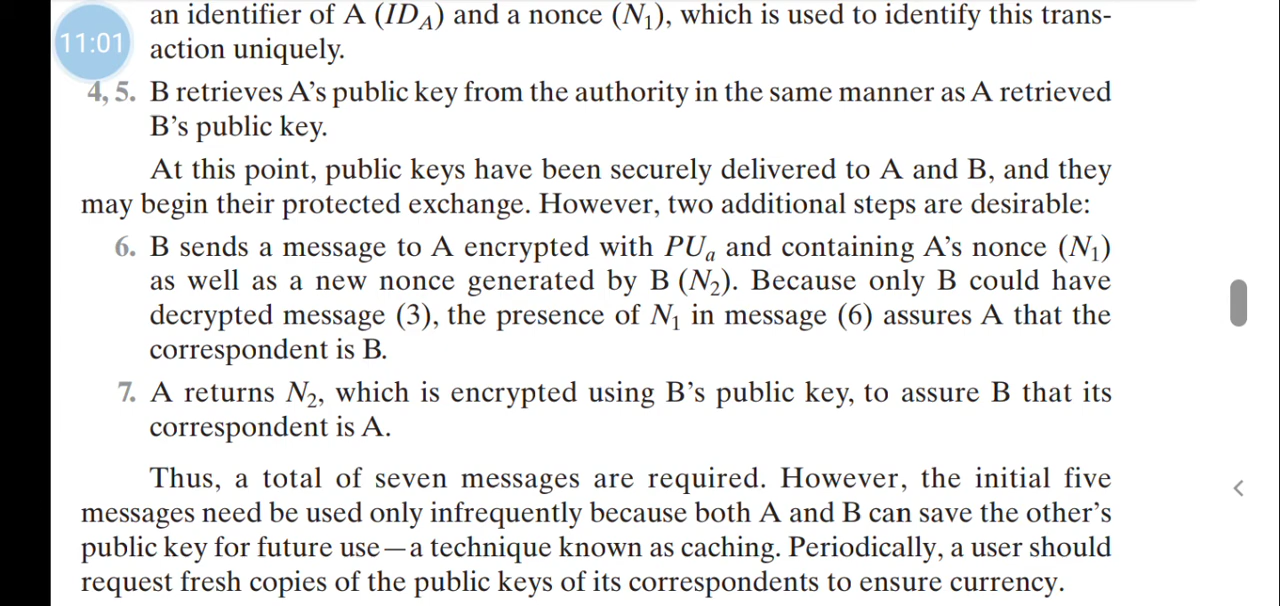 an identifier of A (ID_A) and a nonce (N₁), which is used to identify this trans-
11:01
action uniquely.
4, 5. B retrieves A’s public key from the authority in the same manner as A retrieved
B’s public key.
At this point, public keys have been securely delivered to A and B, and they
may begin their protected exchange. However, two additional steps are desirable:
6. B sends a message to A encrypted with PUₐ and containing A’s nonce (N₁)
as well as a new nonce generated by B (N₂). Because only B could have
decrypted message (3), the presence of N₁ in message (6) assures A that the
correspondent is B.
7. A returns N₂, which is encrypted using B’s public key, to assure B that its
correspondent is A.
Thus, a total of seven messages are required. However, the initial five
messages need be used only infrequently because both A and B can save the other’s
public key for future use—a technique known as caching. Periodically, a user should
request fresh copies of the public keys of its correspondents to ensure currency.